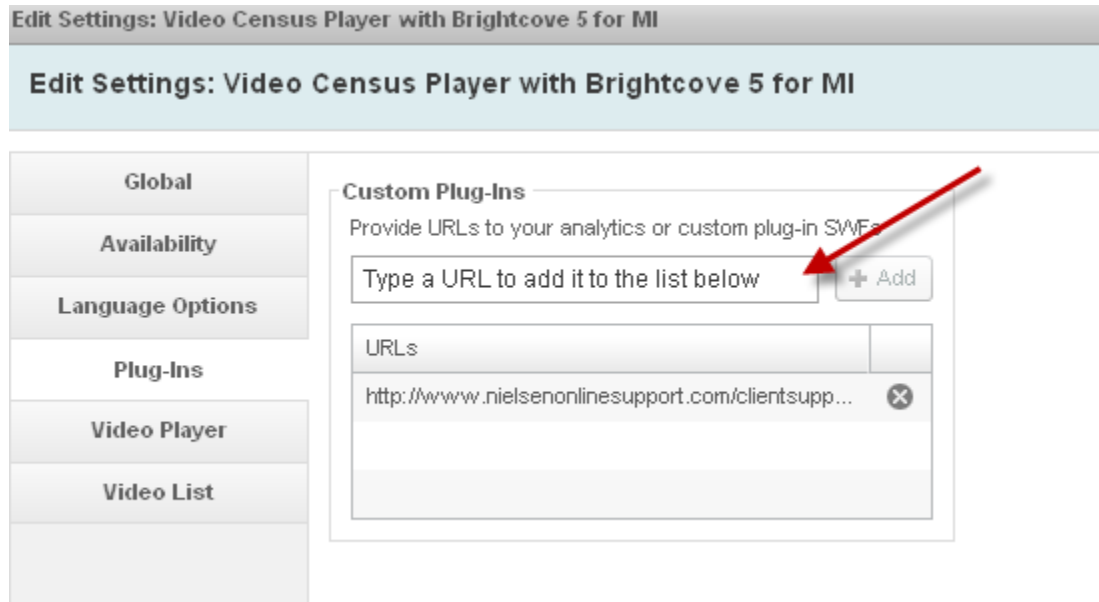 Edit Settings: Video Census Player with Brightcove 5 for MI
Edit Settings: Video Census Player with Brightcove 5 for MI
Global
Availability
Language Options
Plug-Ins
Video Player
Video List
Custom Plug-Ins
Provide URLs to your analytics or custom plug-in SWFs
Type a URL to add it to the list below
+ Add
URLs
http://www.nielsenonlinesupport.com/clientsupp...